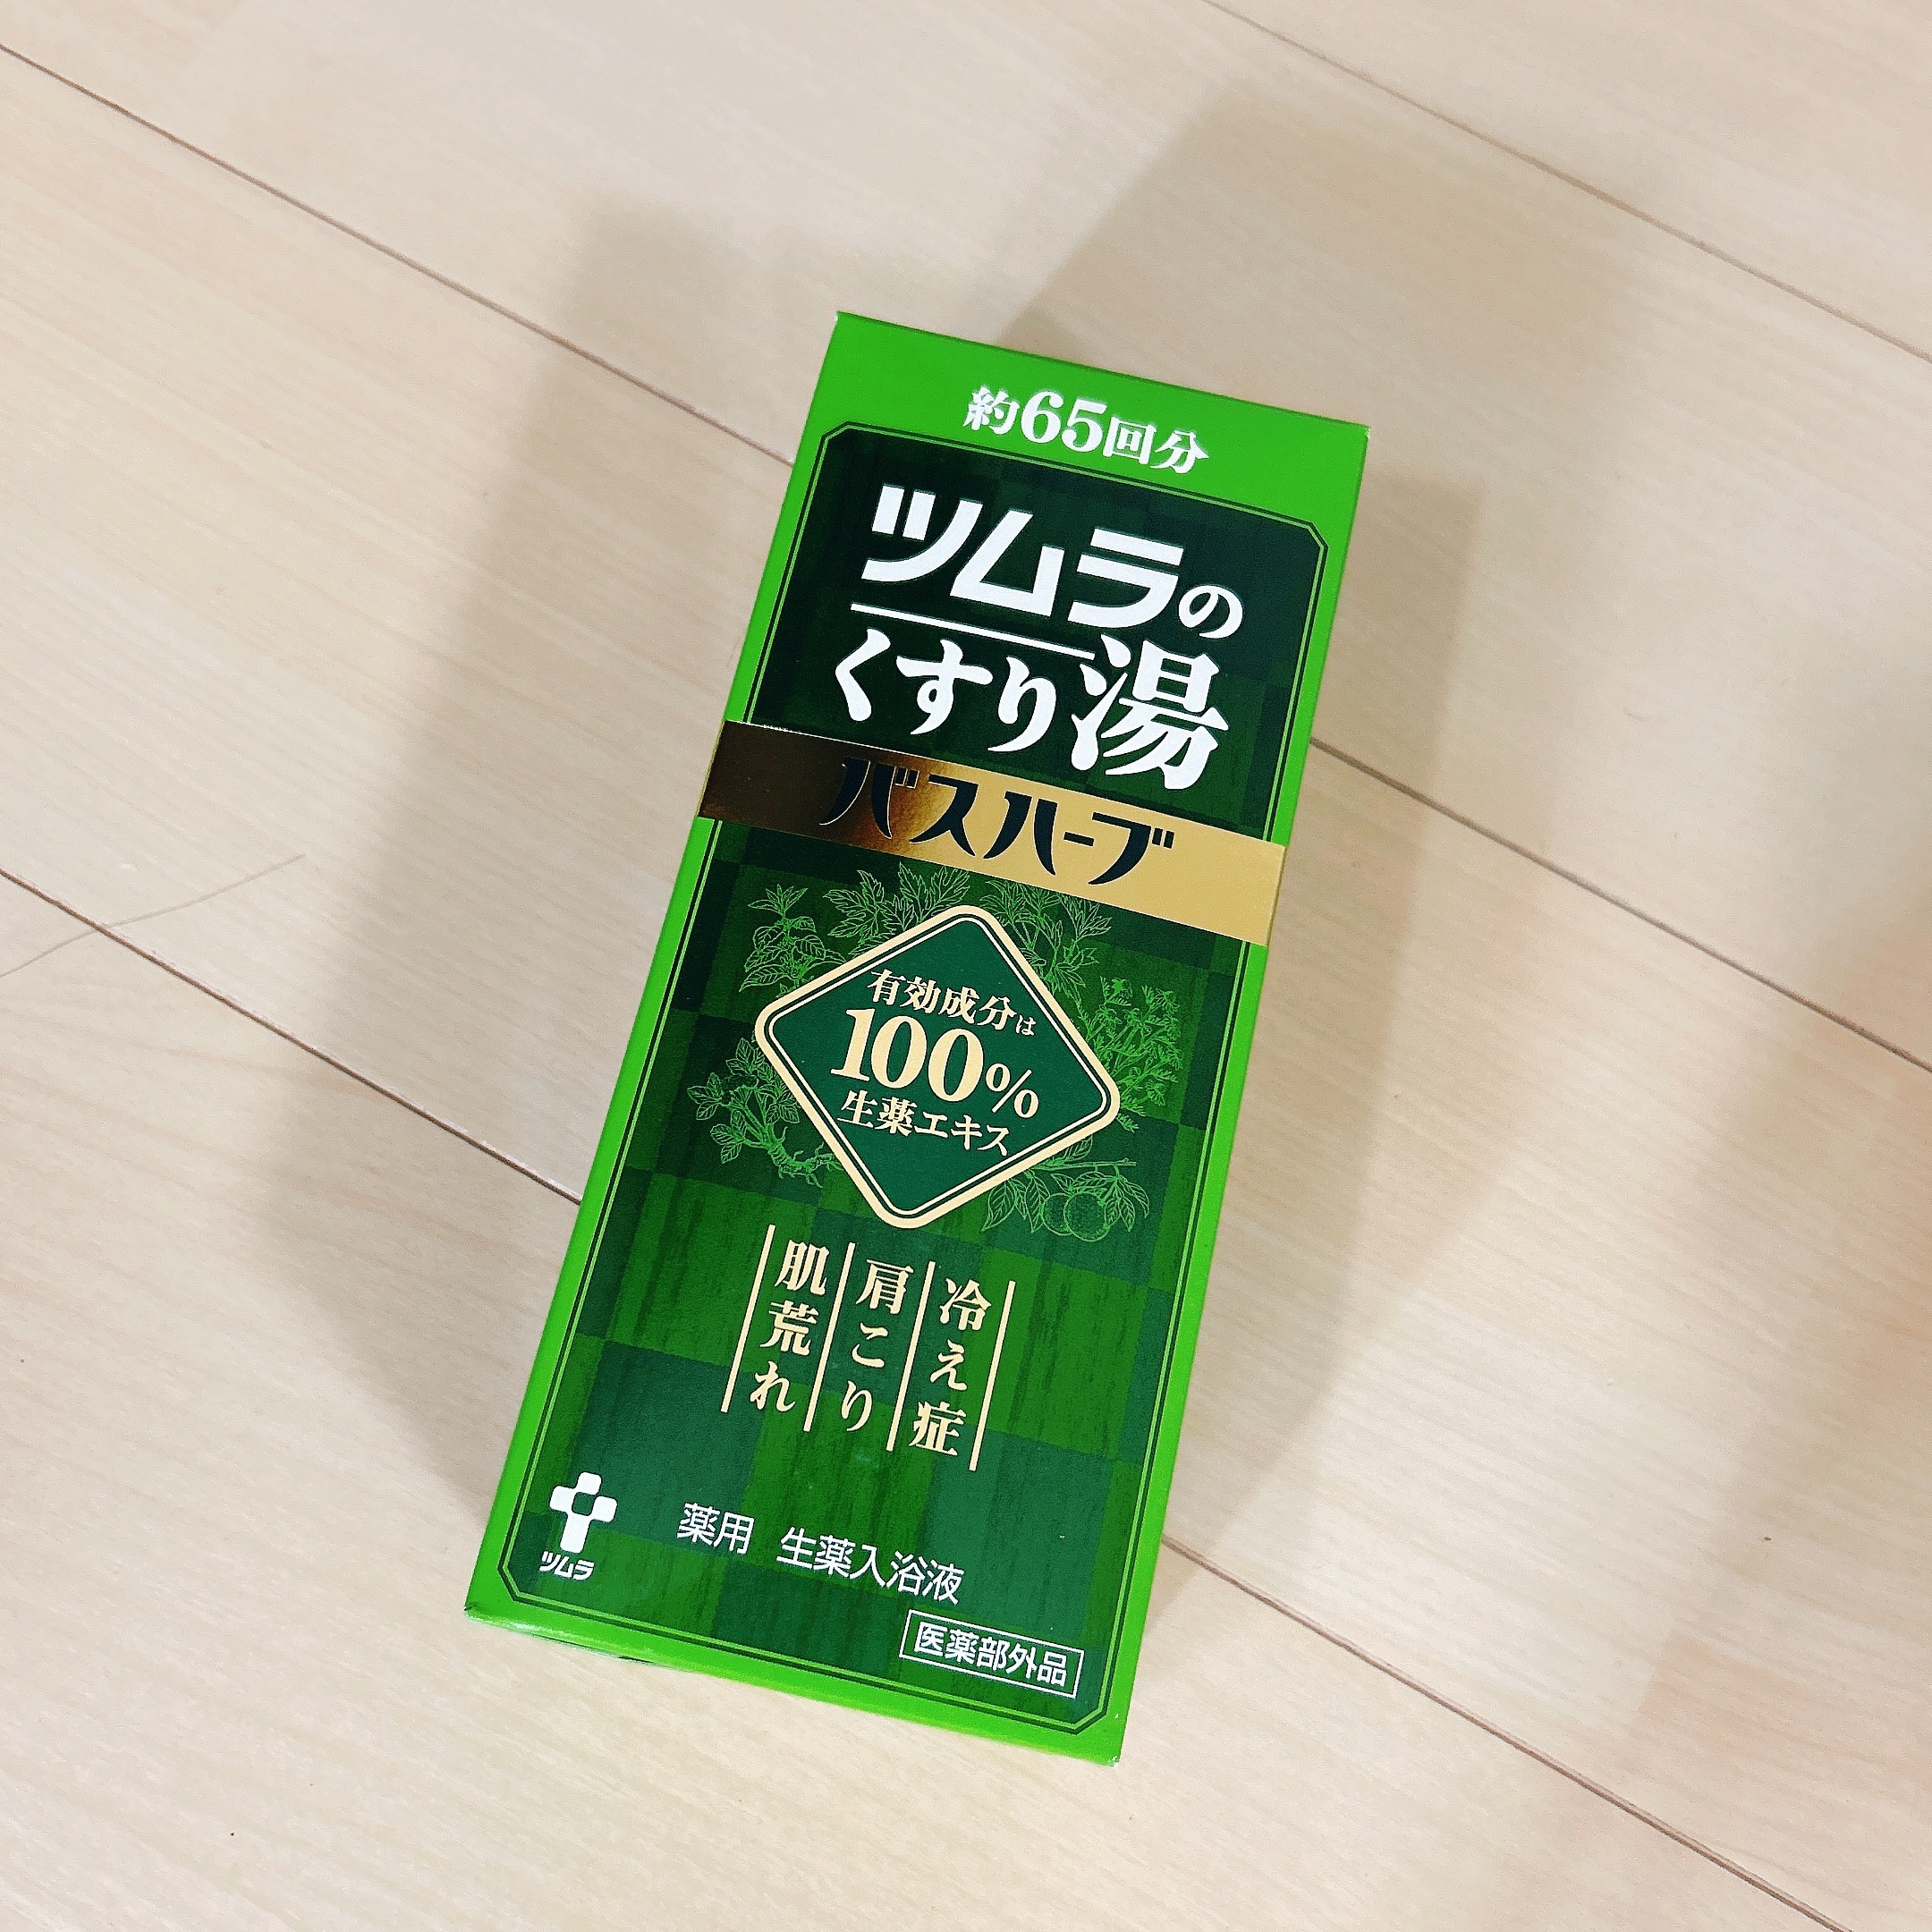 約65回分
ツムラの
くすり湯
バスハーブ
有効成分は
100%
生薬エキス
冷え症
肩こり
肌荒れ
ツムラ
薬用 生薬入浴液
医薬部外品